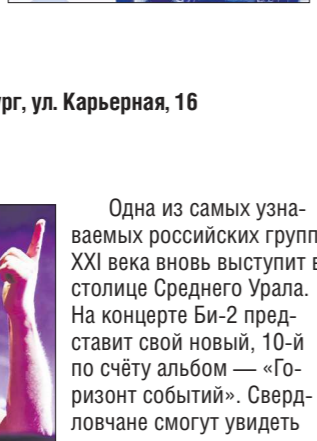 рг, ул. Карьерная, 16
Одна из самых узна-
ваемых российских групп
XXI века вновь выступит в
столице Среднего Урала.
На концерте Би-2 пред-
ставит свой новый, 10-й
по счёту альбом — «Го-
ризонт событий». Сверд-
ловчане смогут увидеть